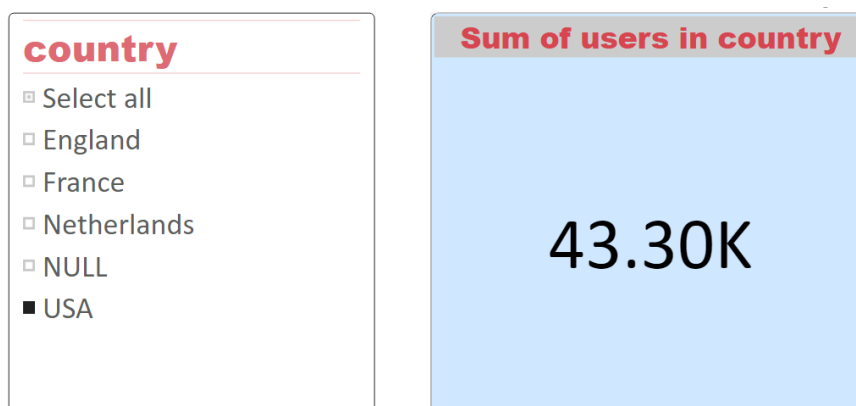 country
Select all
England
France
Netherlands
NULL
USA
Sum of users in country
43.30K